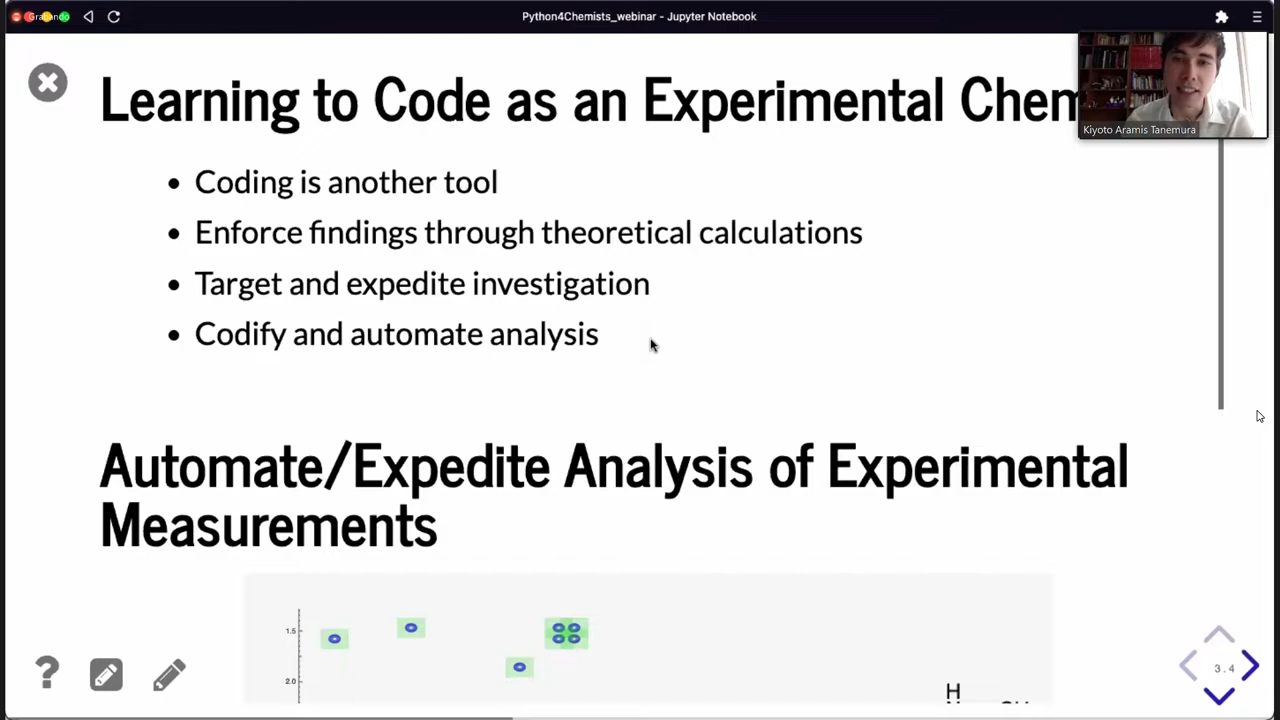 Grabando
Python4Chemists_webinar - Jupyter Notebook
Learning to Code as an Experimental Chem
Kiyoto Aramis Tanemura
Coding is another tool
Enforce findings through theoretical calculations
Target and expedite investigation
Codify and automate analysis
Automate/Expedite Analysis of Experimental
Measurements
1.5
2.0
H
?
3.4